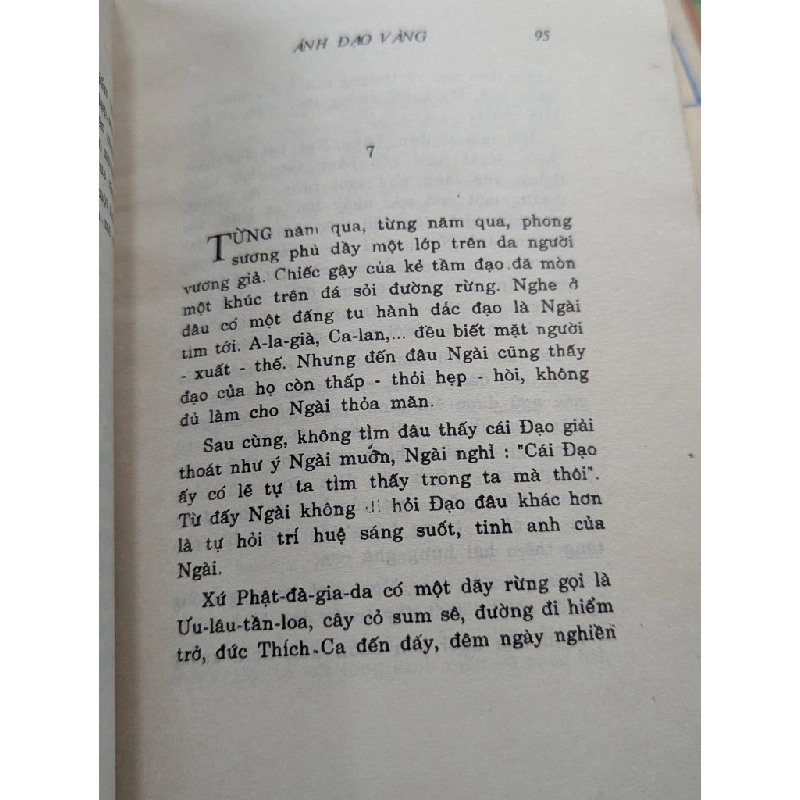 ÁNH ĐẠO VÀNG 95
7
TỪNG năm qua, từng năm qua, phong
sương phủ dầy một lớp trên da người
vương giả. Chiếc gậy của kẻ tầm đạo đã mòn
một khúc trên đá sỏi đường rừng. Nghe ở
đâu có một đấng tu hành đác đạo là Ngài
tìm tới. A-la-già, Ca-lan,... đều biết mặt người
- xuất - thế. Nhưng đến đâu Ngài cũng thấy
đạo của họ còn thấp - thỏi hẹp - hòi, không
đủ làm cho Ngài thỏa mãn.
Sau cùng, không tìm đâu thấy cái Đạo giải
thoát như ý Ngài muốn, Ngài nghỉ : "Cái Đạo
ấy có lẽ tự ta tìm thấy trong ta mà thôi".
Từ đấy Ngài không đi hỏi Đạo đâu khác hơn
là tự hỏi trí huệ sáng suốt, tinh anh của
Ngài.
Xứ Phật-đà-gia-da có một dãy rừng gọi là
Ưu-lâu-tần-loa, cây cỏ sum sê, đường đi hiểm
trở, đức Thích-Ca đến đấy, đêm ngày nghiền